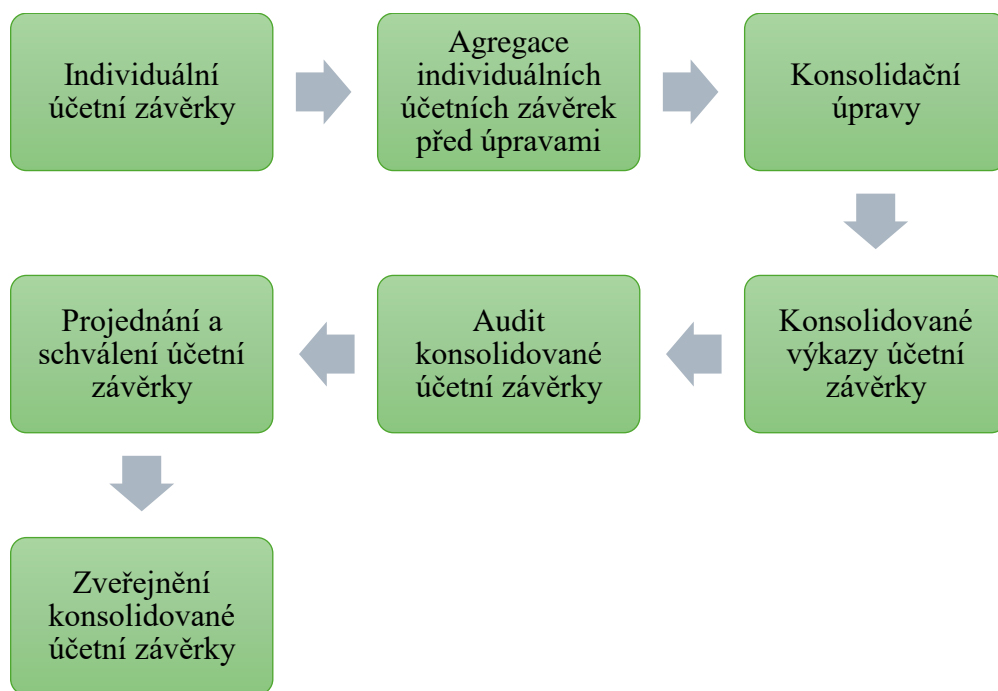 Individuální
účetní závěrky
Agregace
individuálních
účetních závěrek
před úpravami
Konsolidační
úpravy
Konsolidované
výkazy účetní
závěrky
Audit
konsolidované
účetní závěrky
Projednání a
schválení účetní
závěrky
Zveřejnění
konsolidované
účetní závěrky